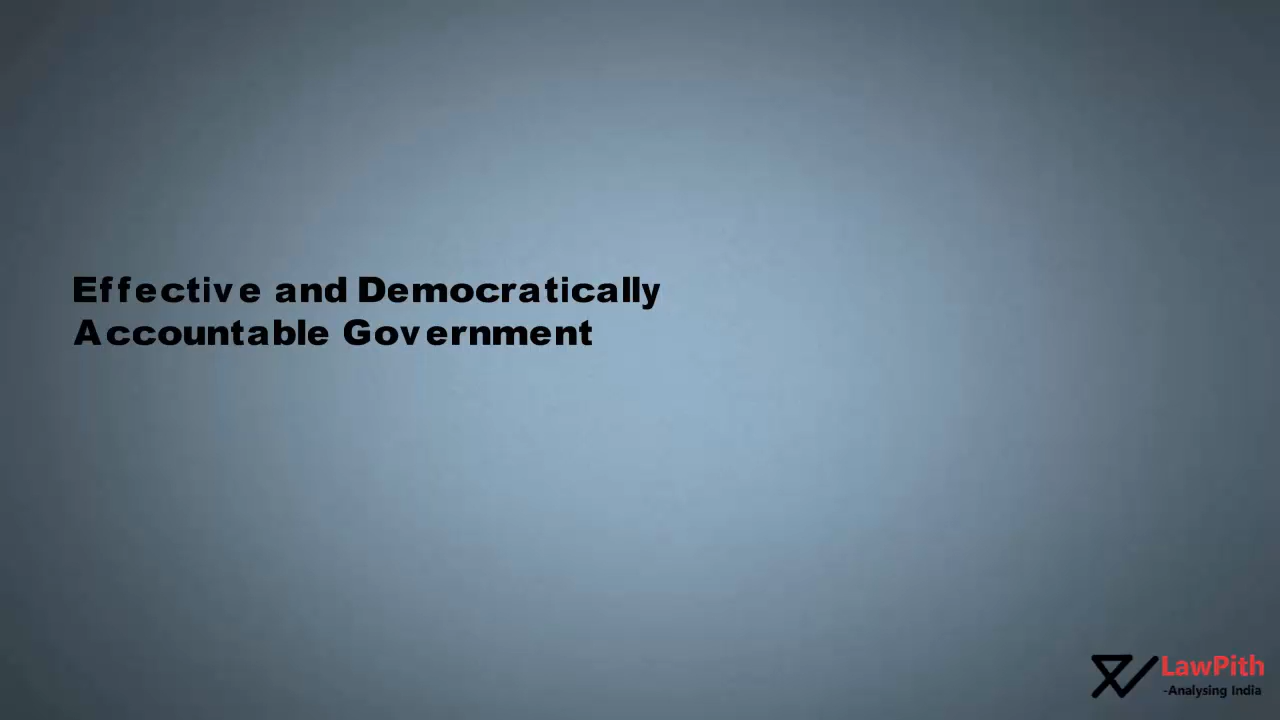 Effective and Democratically
Accountable Government
LawPith
-Analysing India